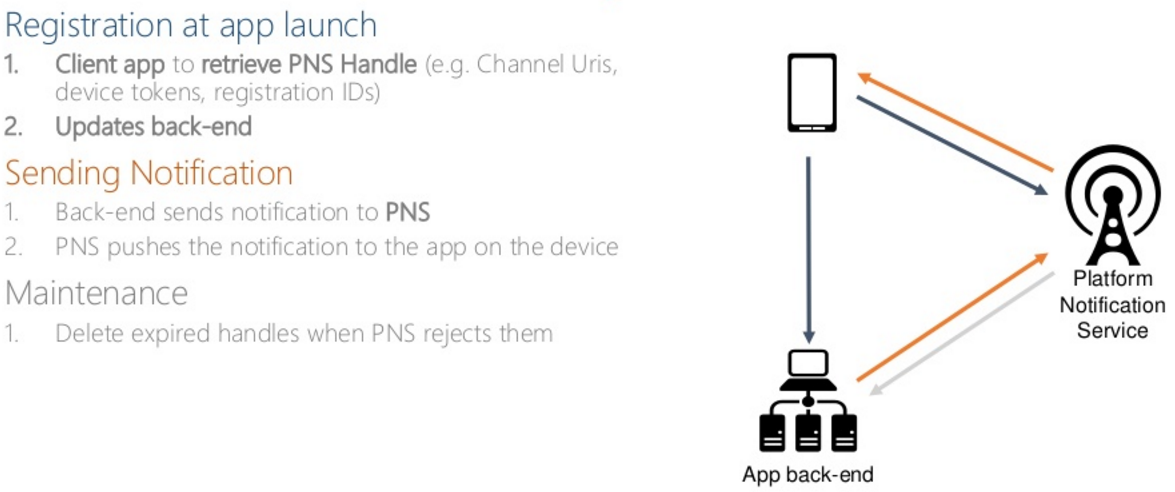 Registration at app launch
1. Client app to retrieve PNS Handle (e.g. Channel Uris,
device tokens, registration IDs)
2. Updates back-end
Sending Notification
1. Back-end sends notification to PNS
2. PNS pushes the notification to the app on the device
Maintenance
1. Delete expired handles when PNS rejects them
Platform
Notification
Service
App back-end